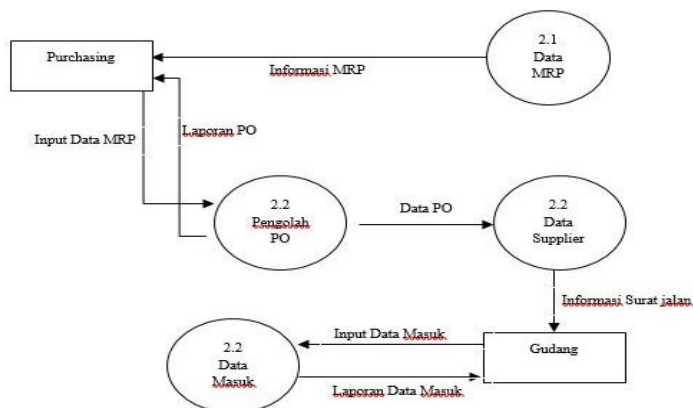 Purchasing
2.1
Data
MRP
Informasi MRP
Input Data MRP
Laporan PO
2.2
Pengolah
PO
Data PO
2.2
Data
Supplier
Informasi Surat jalan
2.2
Data
Masuk
Input Data Masuk
Gudang
Laporan Data Masuk